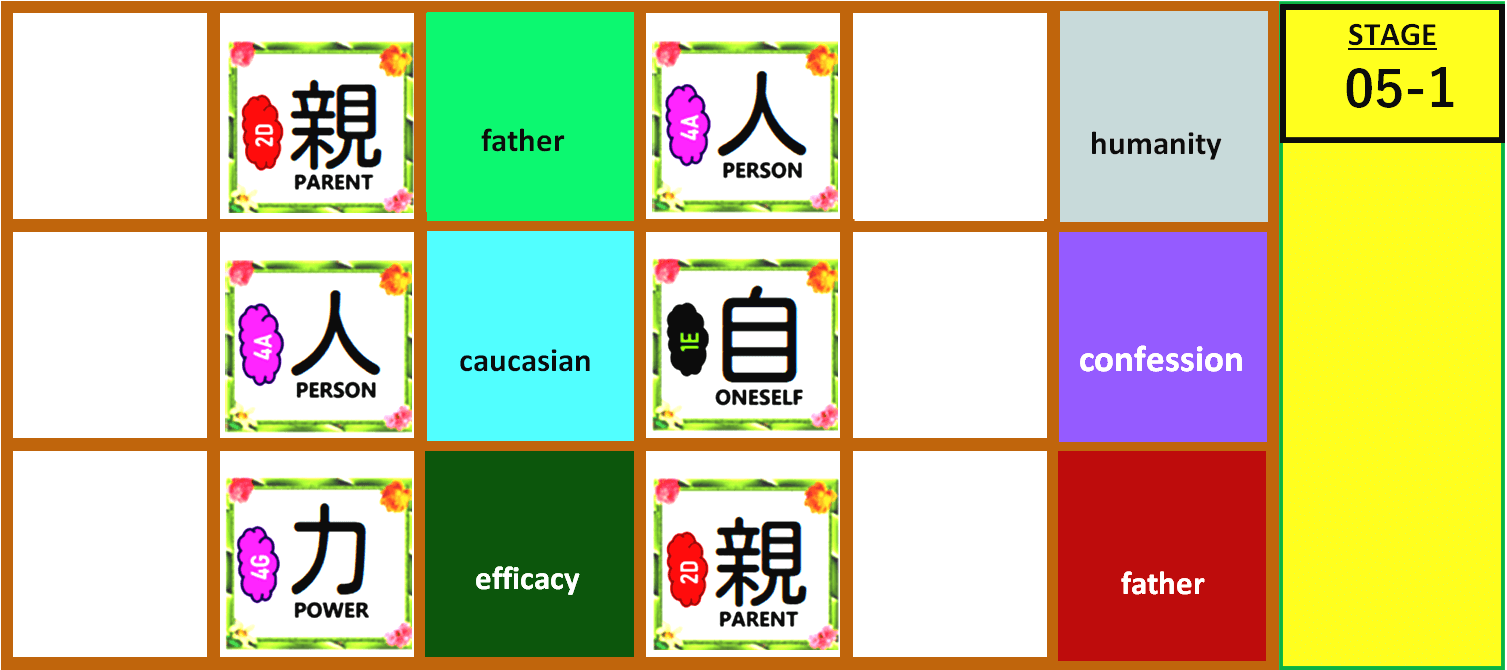 2D
親
PARENT
father
4A
人
PERSON
humanity
STAGE
05-1
4A
人
PERSON
caucasian
1E
自
ONESELF
confession
4G
力
POWER
efficacy
2D
親
PARENT
father